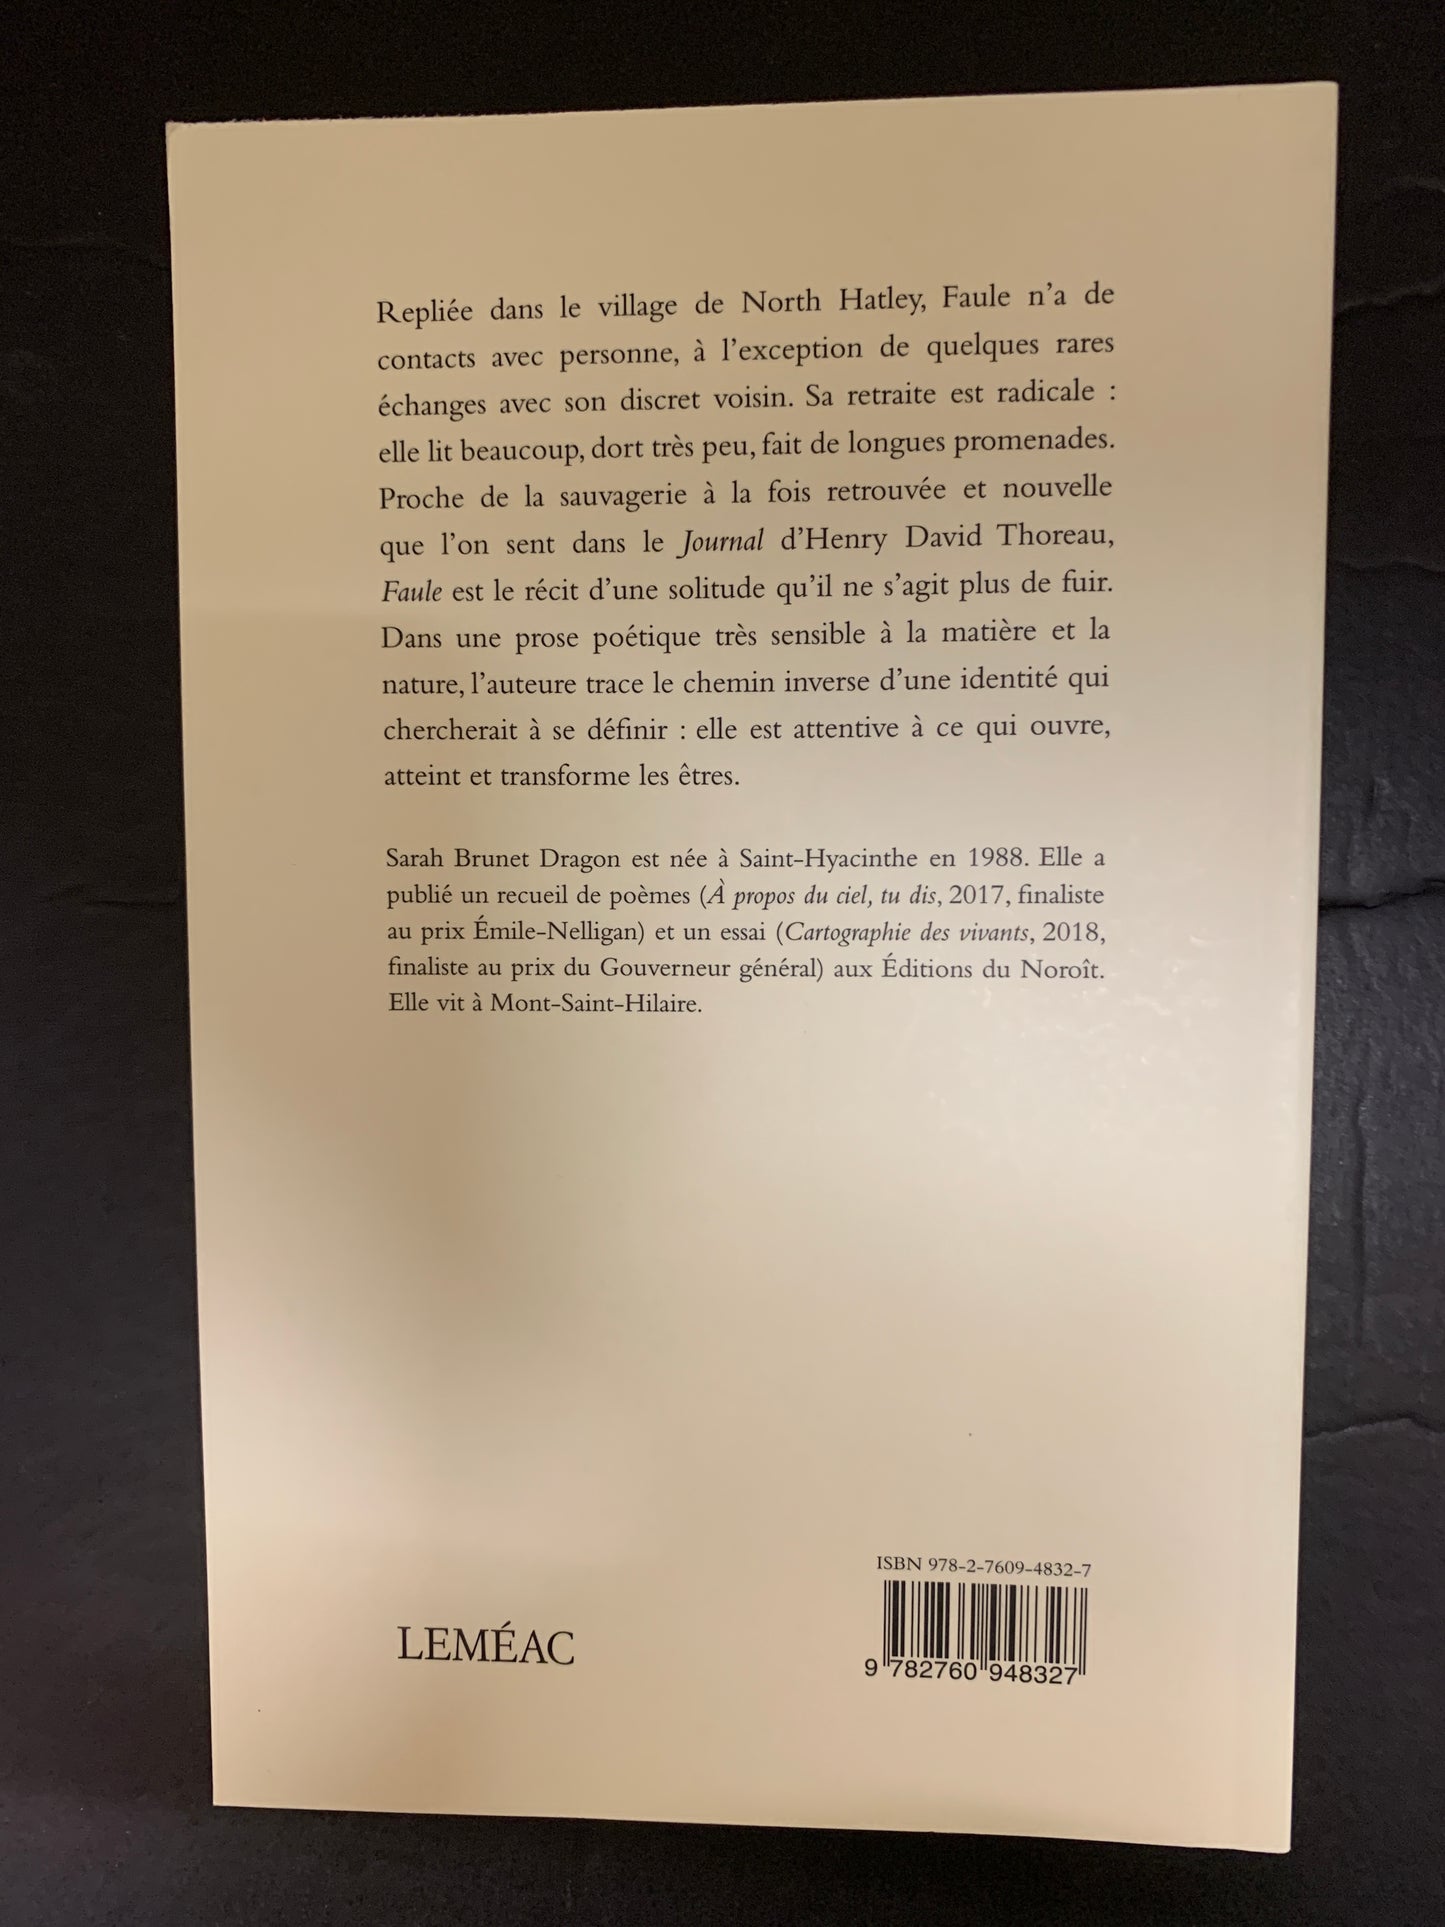 Repliée dans le village de North Hatley, Faule n'a de
contacts avec personne, à l'exception de quelques rares
échanges avec son discret voisin. Sa retraite est radicale :
elle lit beaucoup, dort très peu, fait de longues promenades.
Proche de la sauvagerie à la fois retrouvée et nouvelle
que l'on sent dans le Journal d'Henry David Thoreau,
Faule est le récit d'une solitude qu'il ne s'agit plus de fuir.
Dans une prose poétique très sensible à la matière et la
nature, l'auteure trace le chemin inverse d'une identité qui
chercherait à se définir : elle est attentive à ce qui ouvre,
atteint et transforme les êtres.
Sarah Brunet Dragon est née à Saint-Hyacinthe en 1988. Elle a
publié un recueil de poèmes (À propos du ciel, tu dis, 2017, finaliste
au prix Émile-Nelligan) et un essai (Cartographie des vivants, 2018,
finaliste au prix du Gouverneur général) aux Éditions du Noroît.
Elle vit à Mont-Saint-Hilaire.
ISBN 978-2-7609-4832-7
LEMÉAC
9 782760 948327